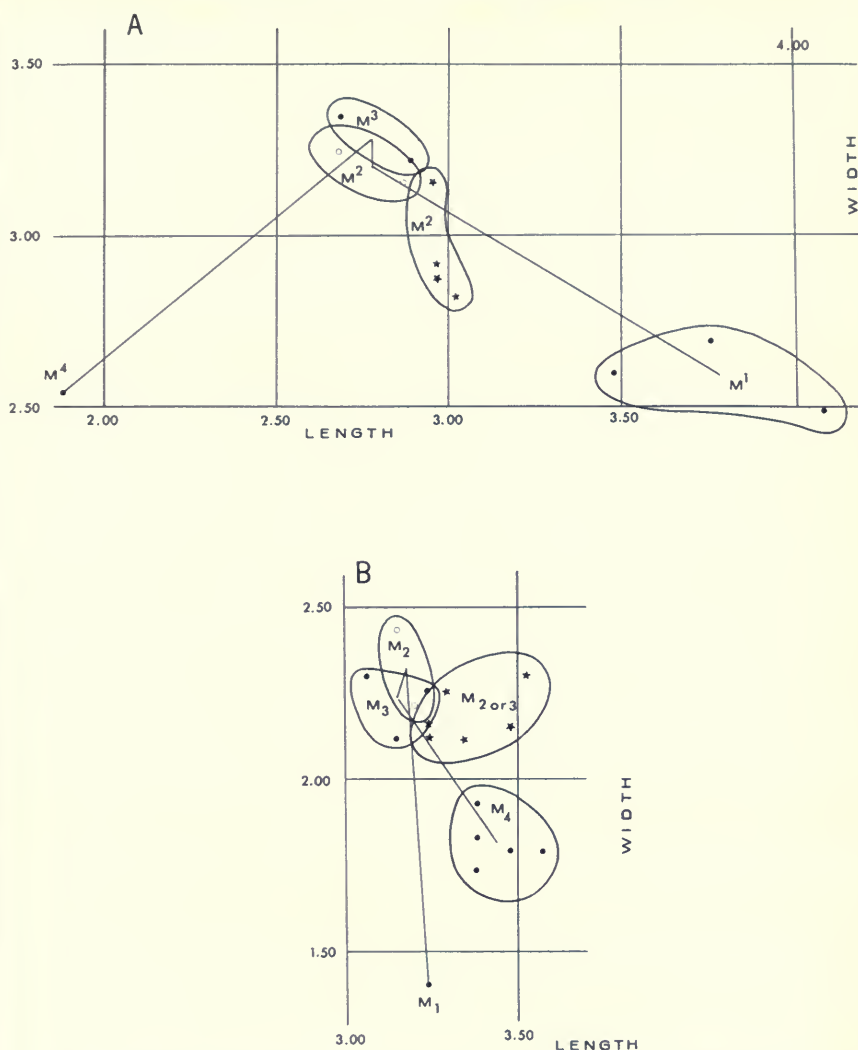 A
4.00
3.50
WIDTH
M³
M²
M²
3.00
M⁴
M¹
2.50
2.00 2.50 3.00 3.50
LENGTH
B
2.50
M₂
M₃ M₂ or ₃
2.00
M₄
WIDTH
1.50
M₁
3.00 3.50 LENGTH